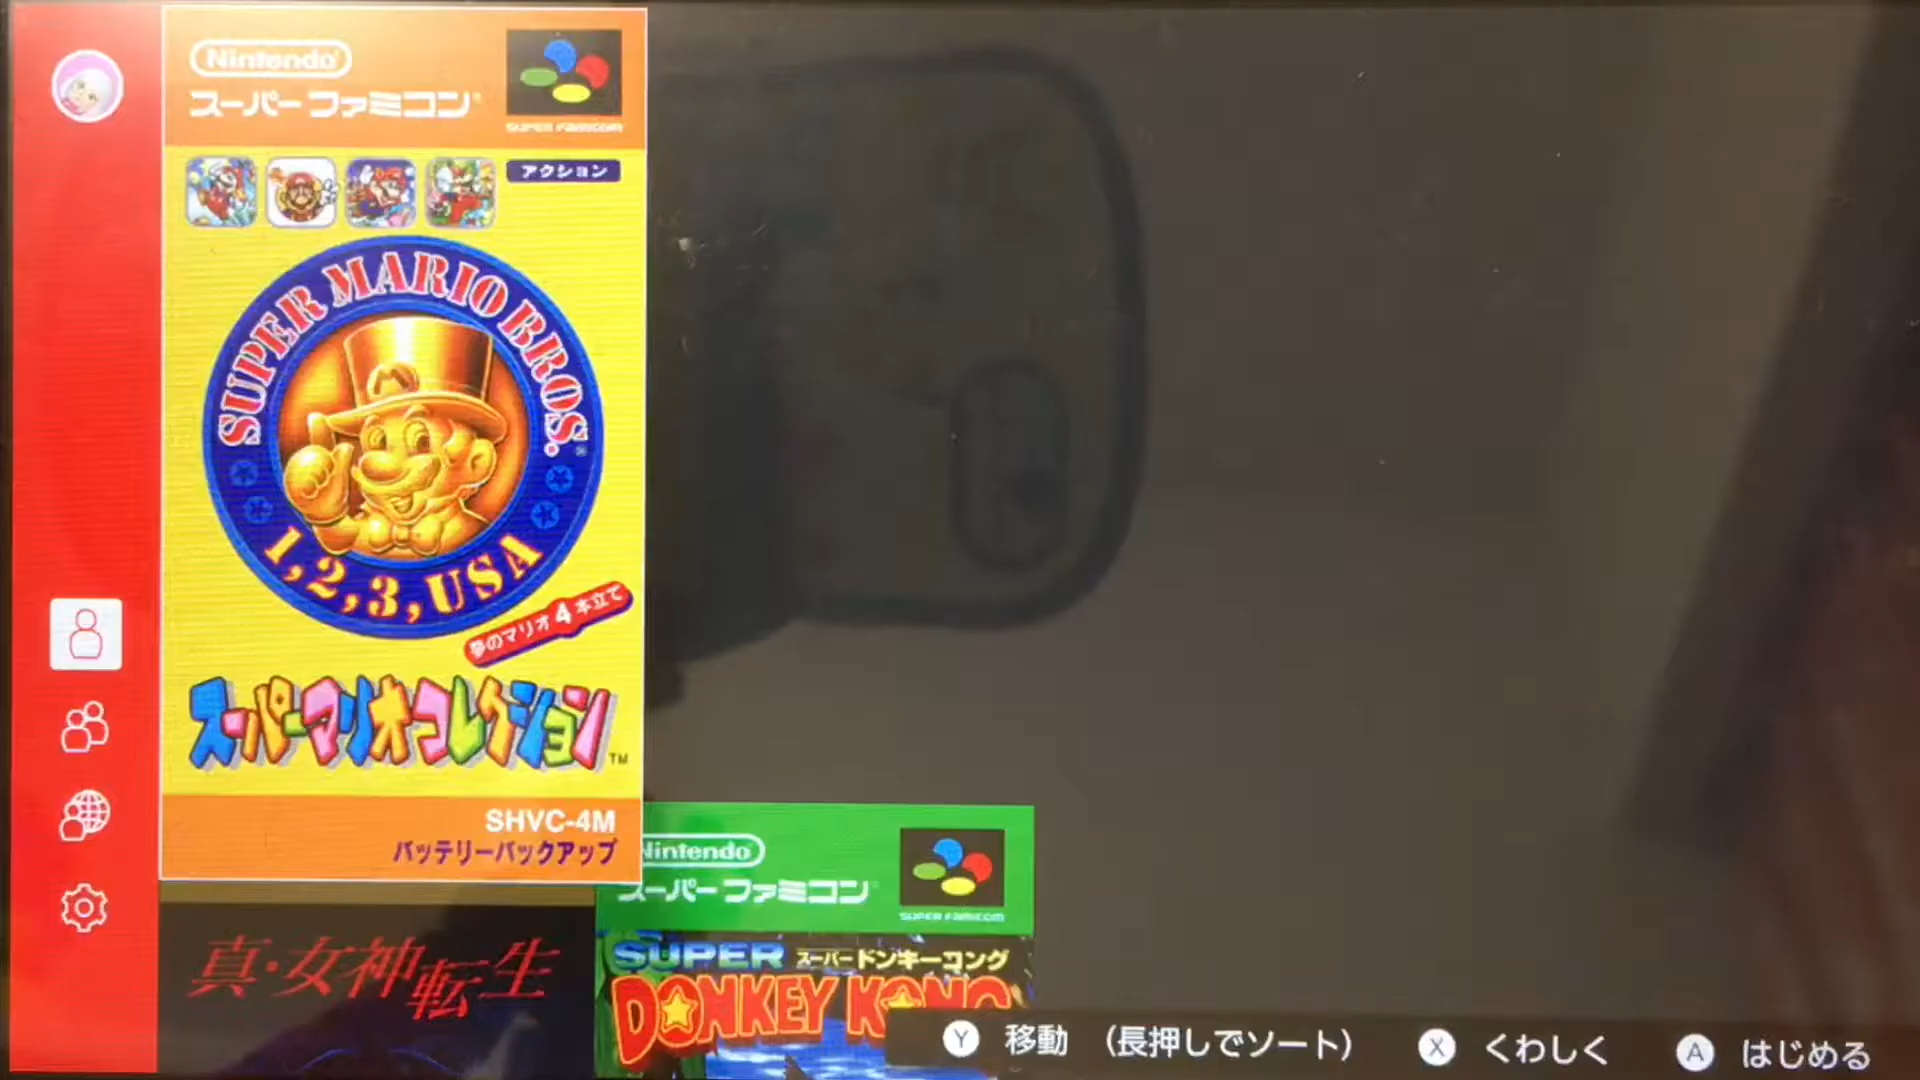 Nintendo
スーパーファミコン
SUPER FAMICOM
アクション
SUPER MARIO BROS.
1,2,3,USA
夢のマリオ4本立て
スーパーマリオコレクション
TM
SHVC-4M
バッテリーバックアップ
Nintendo
スーパーファミコン
SUPER FAMICOM
真・女神転生
SUPER スーパードンキーコング
DONKEY KONG
Y 移動 （長押しでソート）
X くわしく
A はじめる